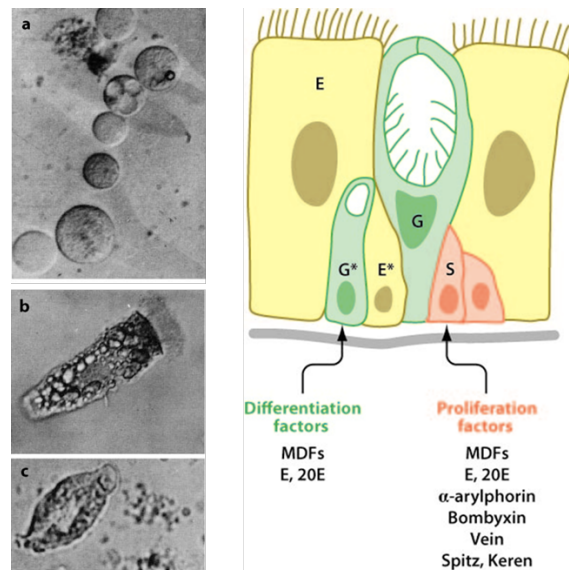 a
b
c
E
G
G*
E*
S
Differentiation
factors
MDFs
E, 20E
Proliferation
factors
MDFs
E, 20E
α-arylphorin
Bombyxin
Vein
Spitz, Keren